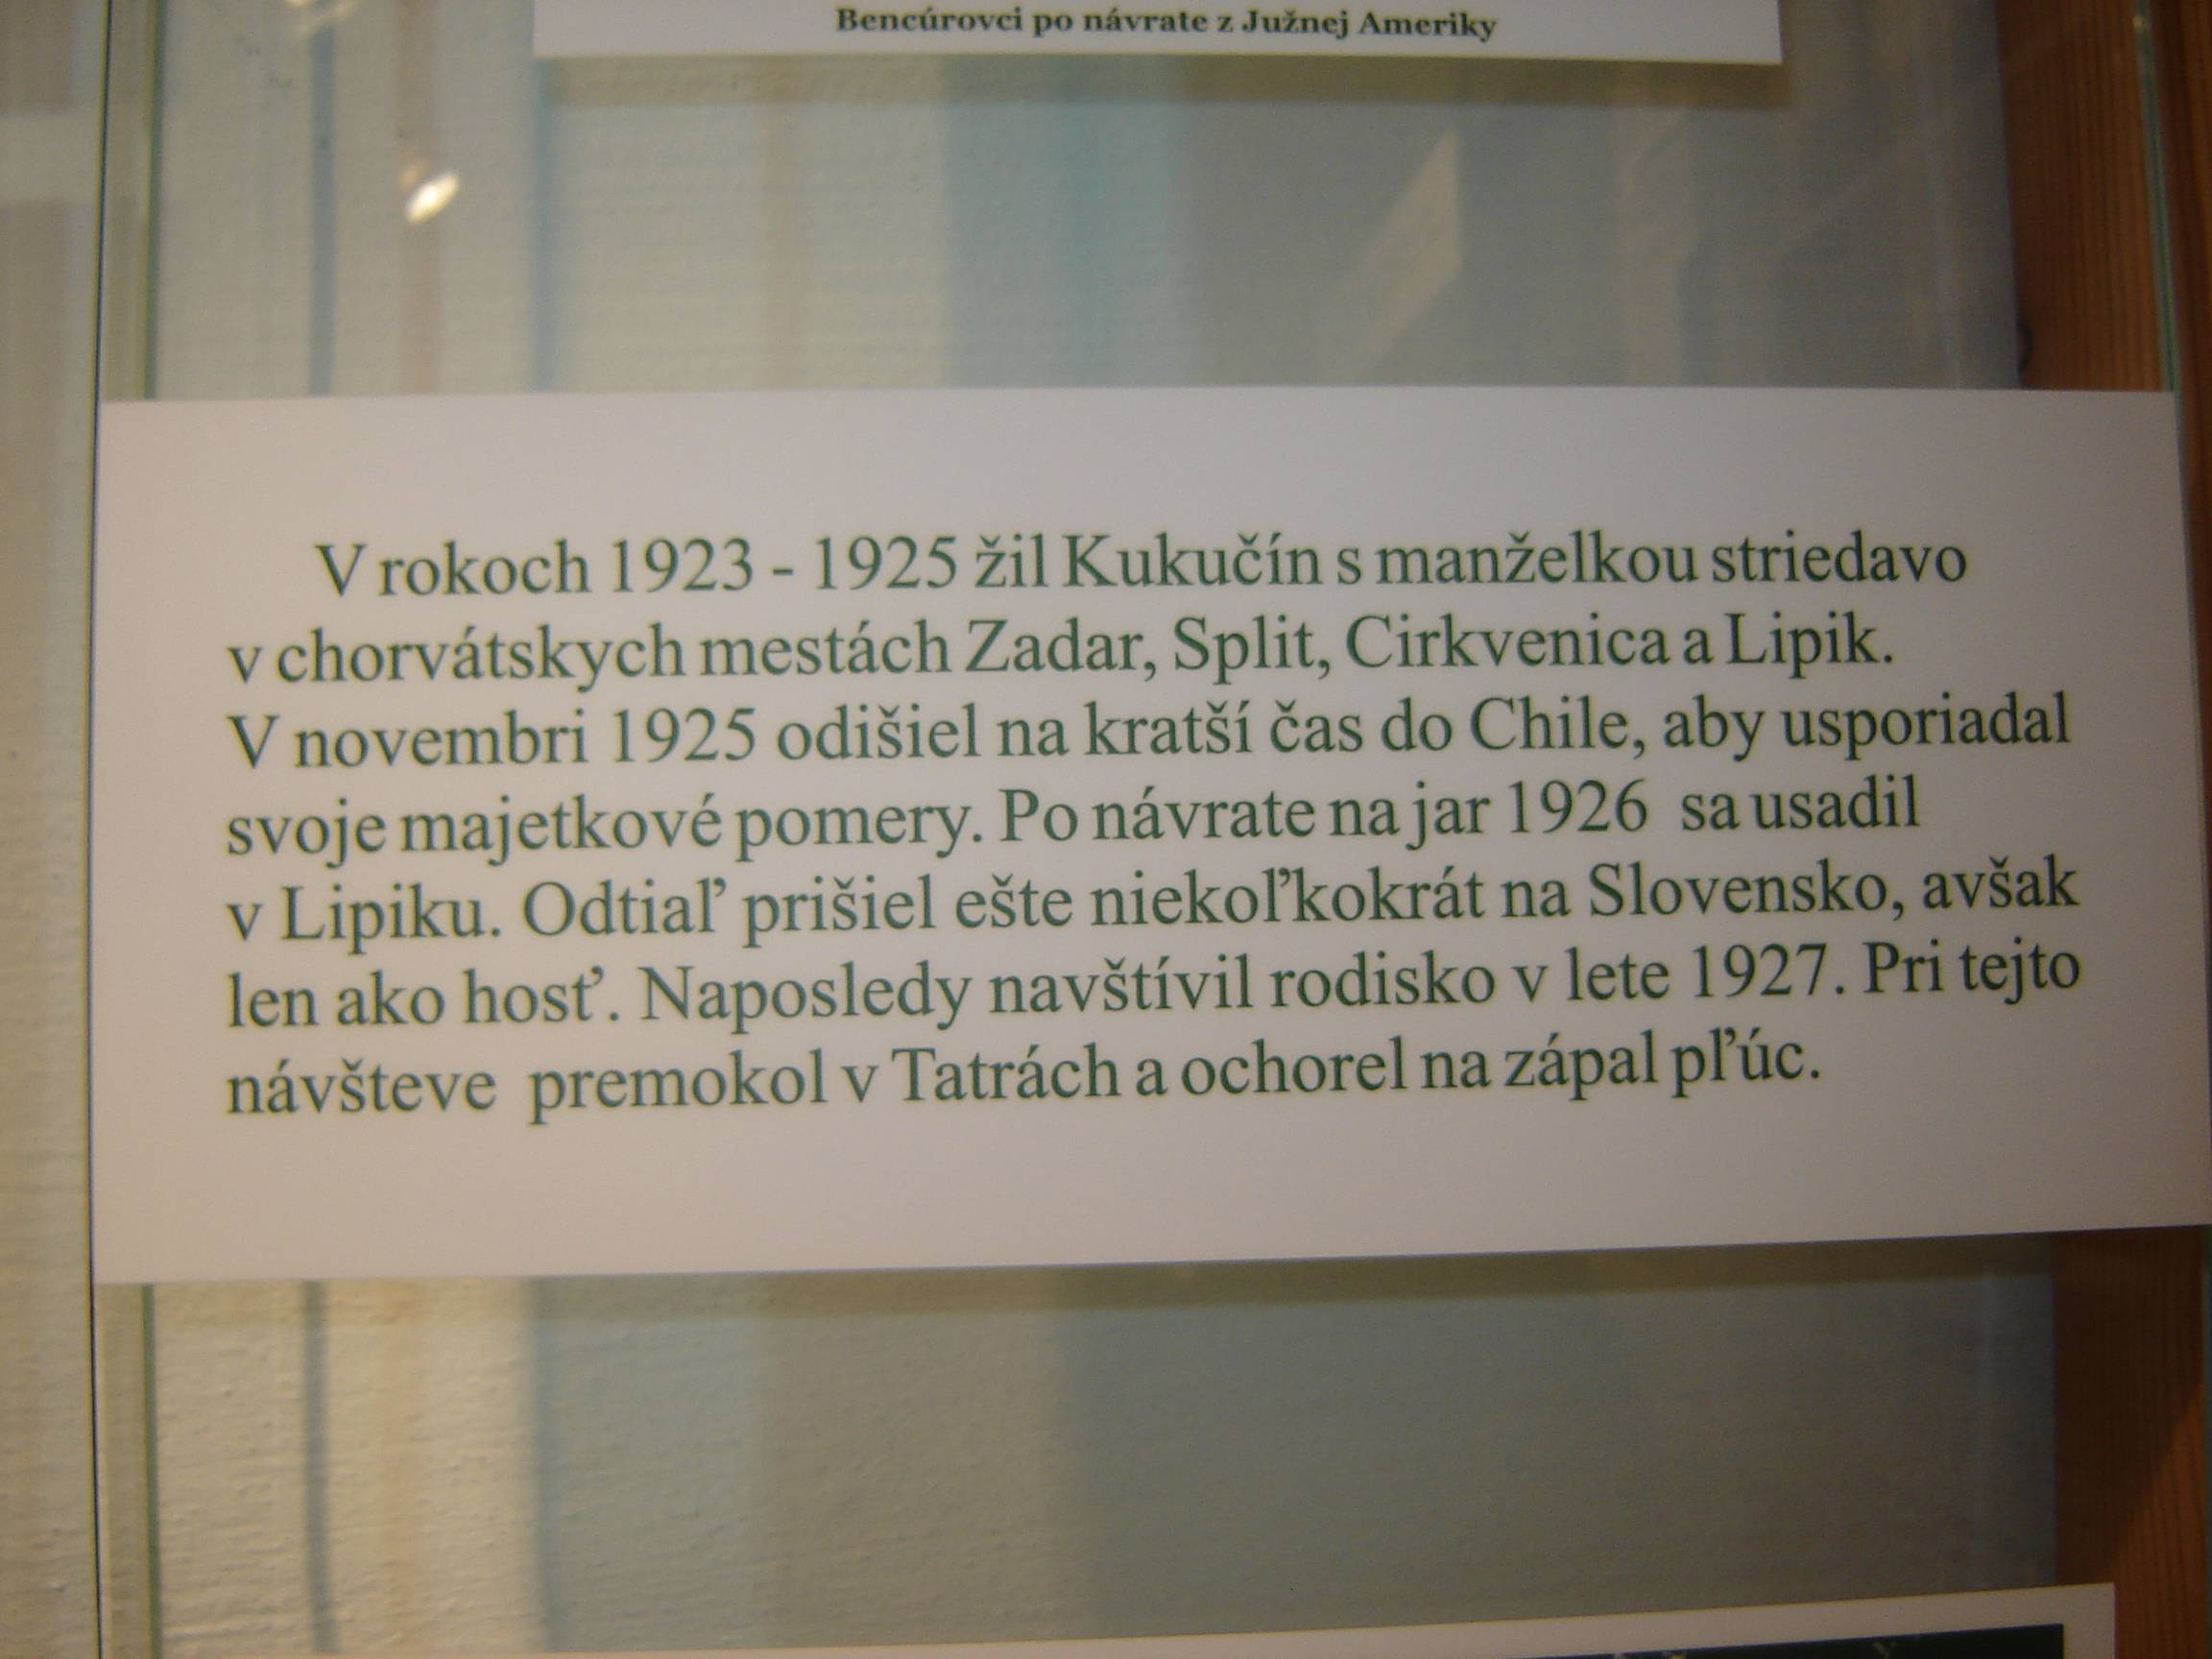 Bencúrovci po návrate z Južnej Ameriky
V rokoch 1923 - 1925 žil Kukučín s manželkou striedavo
v chorvátskych mestách Zadar, Split, Cirkvenica a Lipik.
V novembri 1925 odišiel na kratší čas do Chile, aby usporiadal
svoje majetkové pomery. Po návrate na jar 1926 sa usadil
v Lipiku. Odtiaľ prišiel ešte niekoľkokrát na Slovensko, avšak
len ako hosť. Naposledy navštívil rodisko v lete 1927. Pri tejto
návšteve premokol v Tatrách a ochorel na zápal pľúc.